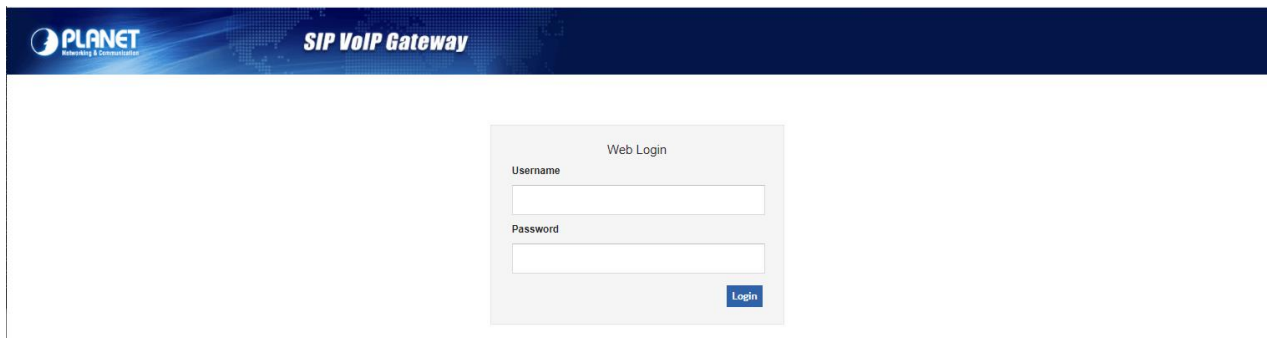 PLANET
Networking & Communication
SIP VoIP Gateway
Web Login
Username
Password
Login